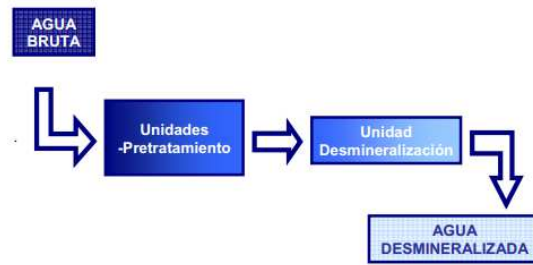 AGUA
BRUTA
Unidades
-Pretratamiento
Unidad
Desmineralización
AGUA
DESMINERALIZADA